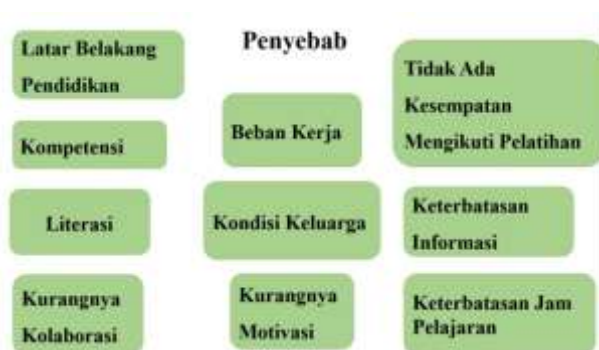 Penyebab
Latar Belakang
Pendidikan
Kompetensi
Literasi
Kurangnya
Kolaborasi
Beban Kerja
Kondisi Keluarga
Kurangnya
Motivasi
Tidak Ada
Kesempatan
Mengikuti Pelatihan
Keterbatasan
Informasi
Keterbatasan Jam
Pelajaran